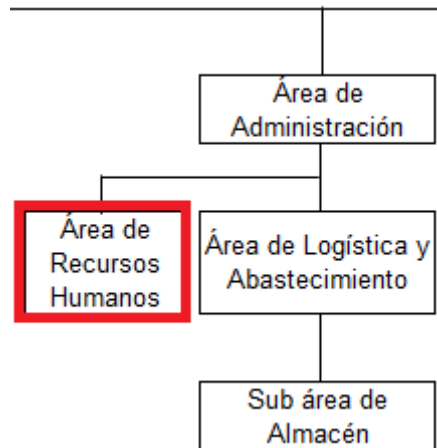 Área de
Administración
Área de
Recursos
Humanos
Área de Logística y
Abastecimiento
Sub área de
Almacén